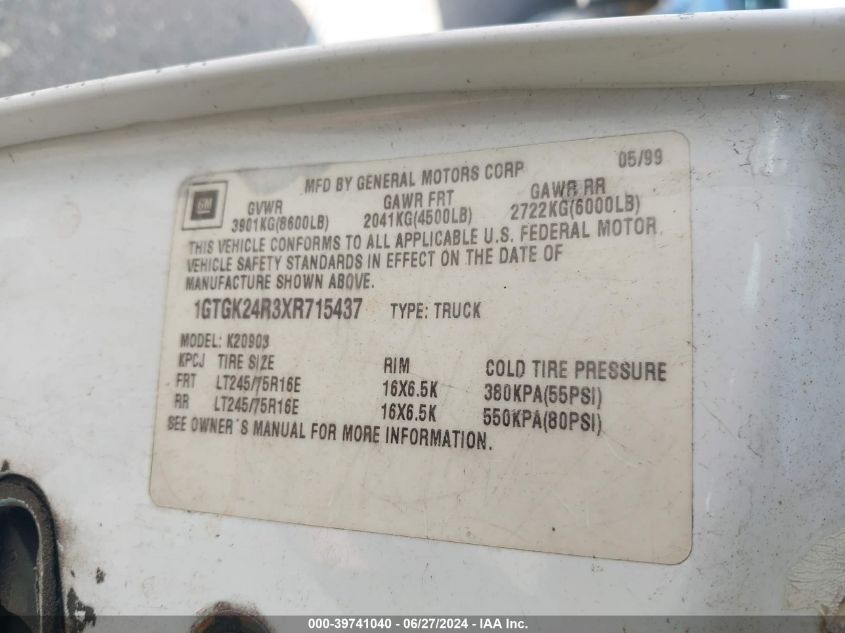 MFD BY GENERAL MOTORS CORP 05/99
GM
GVWR GAWR FRT GAWR RR
3901KG(8600LB) 2041KG(4500LB) 2722KG(6000LB)
THIS VEHICLE CONFORMS TO ALL APPLICABLE U.S. FEDERAL MOTOR
VEHICLE SAFETY STANDARDS IN EFFECT ON THE DATE OF
MANUFACTURE SHOWN ABOVE.
1GTGK24R3XR715437 TYPE: TRUCK
MODEL: K20903
KPCJ TIRE SIZE RIM COLD TIRE PRESSURE
FRT LT245/75R16E 16X6.5K 380KPA(55PSI)
RR LT245/75R16E 16X6.5K 550KPA(80PSI)
SEE OWNER'S MANUAL FOR MORE INFORMATION.
000-39741040 - 06/27/2024 - IAA Inc.